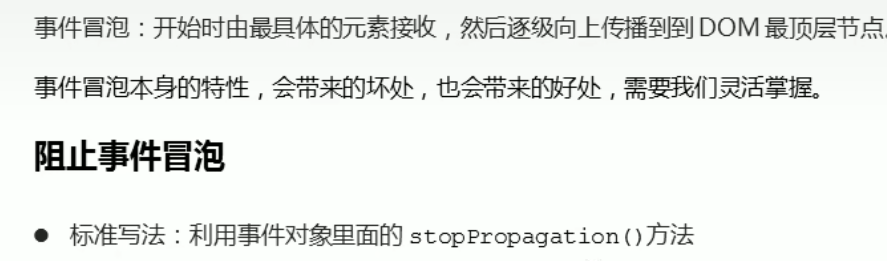 事件冒泡：开始时由最具体的元素接收，然后逐级向上传播到到 DOM 最顶层节点。
事件冒泡本身的特性，会带来的坏处，也会带来的好处，需要我们灵活掌握。
阻止事件冒泡
● 标准写法：利用事件对象里面的 stopPropagation()方法